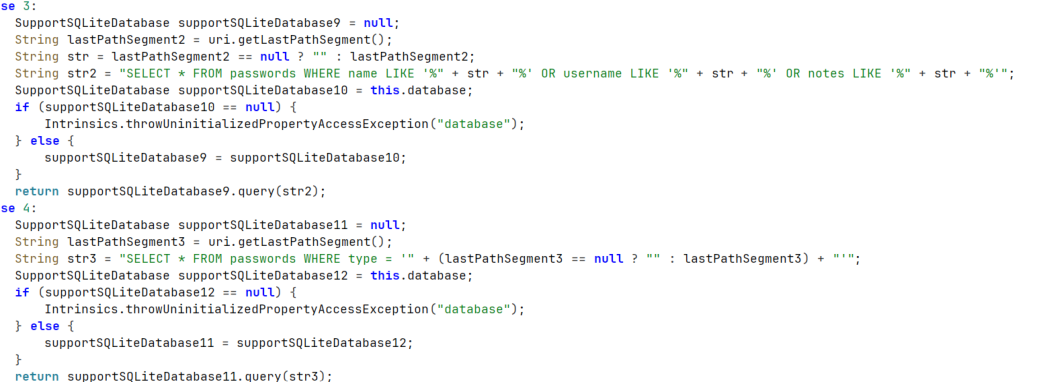 se 3:
SupportSQLiteDatabase supportSQLiteDatabase9 = null;
String lastPathSegment2 = uri.getLastPathSegment();
String str = lastPathSegment2 == null ? "" : lastPathSegment2;
String str2 = "SELECT * FROM passwords WHERE name LIKE '%" + str + "%' OR username LIKE '%" + str + "%' OR notes LIKE '%" + str + "%'";
SupportSQLiteDatabase supportSQLiteDatabase10 = this.database;
if (supportSQLiteDatabase10 == null) {
Intrinsics.throwUninitializedPropertyAccessException("database");
} else {
supportSQLiteDatabase9 = supportSQLiteDatabase10;
}
return supportSQLiteDatabase9.query(str2);
se 4:
SupportSQLiteDatabase supportSQLiteDatabase11 = null;
String lastPathSegment3 = uri.getLastPathSegment();
String str3 = "SELECT * FROM passwords WHERE type = '" + (lastPathSegment3 == null ? "" : lastPathSegment3) + "'";
SupportSQLiteDatabase supportSQLiteDatabase12 = this.database;
if (supportSQLiteDatabase12 == null) {
Intrinsics.throwUninitializedPropertyAccessException("database");
} else {
supportSQLiteDatabase11 = supportSQLiteDatabase12;
}
return supportSQLiteDatabase11.query(str3);